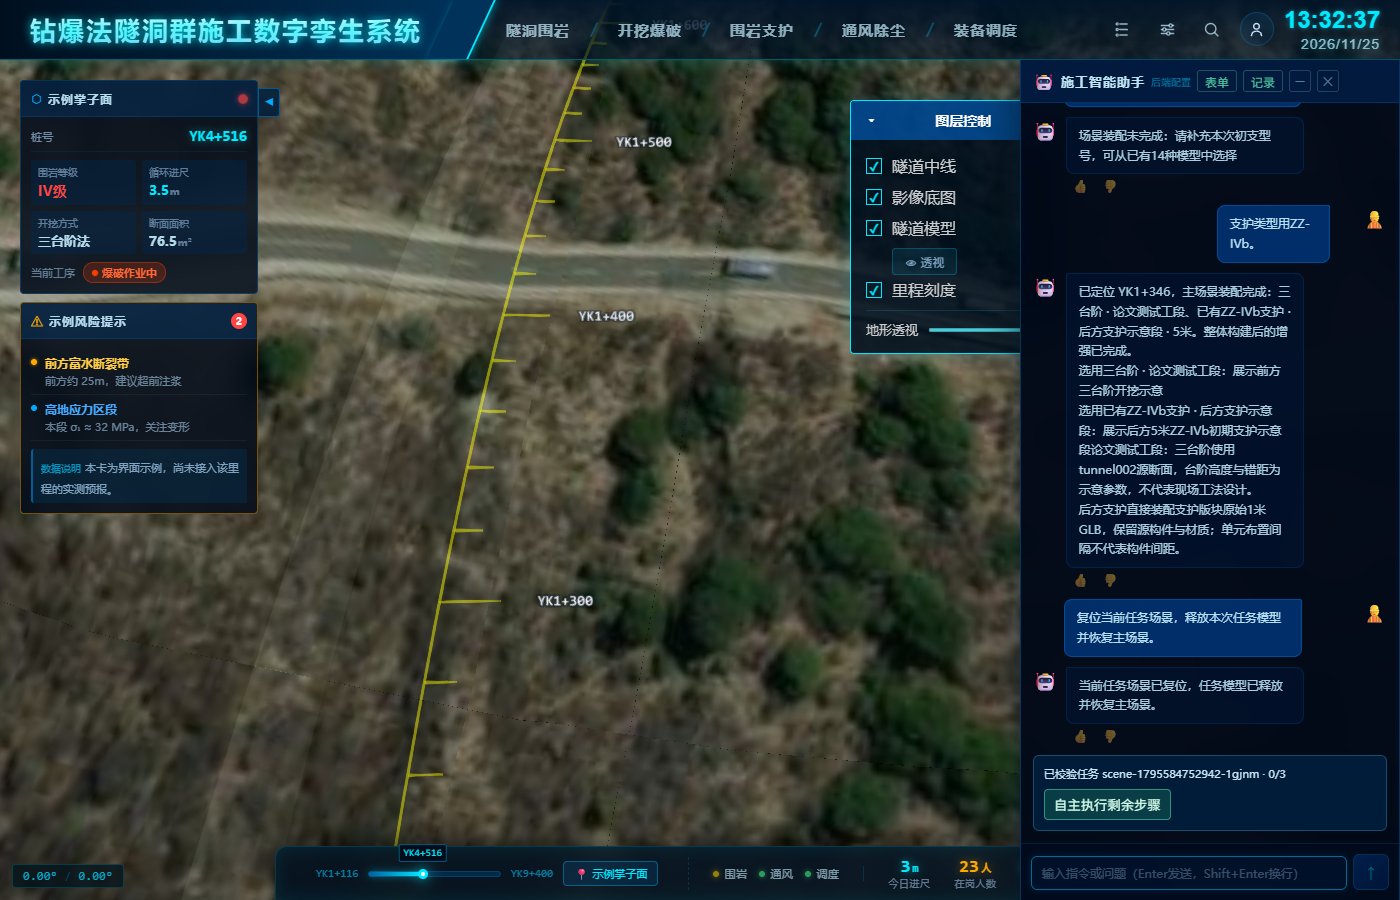 钻爆法隧洞群施工数字孪生系统
隧洞围岩 / 开挖爆破 / 围岩支护 / 通风除尘 / 装备调度
13:32:37
2026/11/25
示例掌子面
桩号 YK4+516
围岩等级 循环进尺
IV级 3.5m
开挖方式 断面面积
三台阶法 76.5m²
当前工序 爆破作业中
示例风险提示 2
前方富水断裂带
前方约 25m，建议超前注浆
高地应力区段
本段 σ₁ ≈ 32 MPa，关注变形
数据说明 本卡为界面示例，尚未接入该里
程的实测预报。
YK1+500
YK1+400
YK1+300
图层控制
隧道中线
影像底图
隧道模型
透视
里程刻度
地形透视
施工智能助手 后端配置 表单 记录
场景装配未完成：请补充本次初支型
号，可从已有14种模型中选择
支护类型用ZZ-
IVb。
已定位 YK1+346，主场景装配完成：三
台阶 · 论文测试工段、已有ZZ-IVb支护 ·
后方支护示意段 · 5米。整体构建后的增
强已完成。
选用三台阶 · 论文测试工段：展示前方
三台阶开挖示意
选用已有ZZ-IVb支护 · 后方支护示意
段：展示后方5米ZZ-IVb初期支护示意
段论文测试工段：三台阶使用
tunnel002源断面，台阶高度与错距为
示意参数，不代表现场工法设计。
后方支护直接装配支护版块原始1米
GLB，保留源构件与材质；单元布置间
隔不代表构件间距。
复位当前任务场景，释放本次任务模型
并恢复主场景。
当前任务场景已复位，任务模型已释放
并恢复主场景。
已校验任务 scene-1795584752942-1gjnm · 0/3
自主执行剩余步骤
输入指令或问题（Enter发送，Shift+Enter换行）
0.00° / 0.00°
YK4+516
YK1+116 YK9+400 示例掌子面
围岩 通风 调度
3m 23人
今日进尺 在岗人数